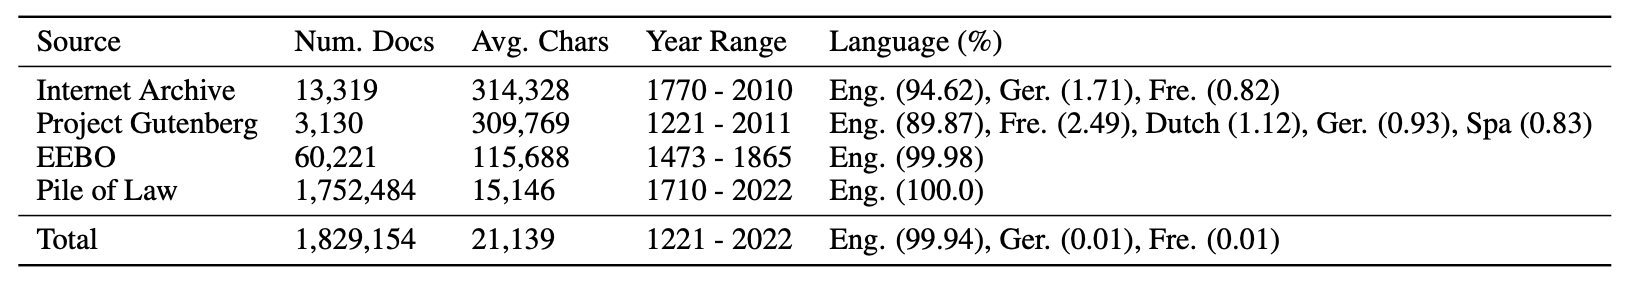 Source Num. Docs Avg. Chars Year Range Language (%)
Internet Archive 13,319 314,328 1770 - 2010 Eng. (94.62), Ger. (1.71), Fre. (0.82)
Project Gutenberg 3,130 309,769 1221 - 2011 Eng. (89.87), Fre. (2.49), Dutch (1.12), Ger. (0.93), Spa (0.83)
EEBO 60,221 115,688 1473 - 1865 Eng. (99.98)
Pile of Law 1,752,484 15,146 1710 - 2022 Eng. (100.0)
Total 1,829,154 21,139 1221 - 2022 Eng. (99.94), Ger. (0.01), Fre. (0.01)